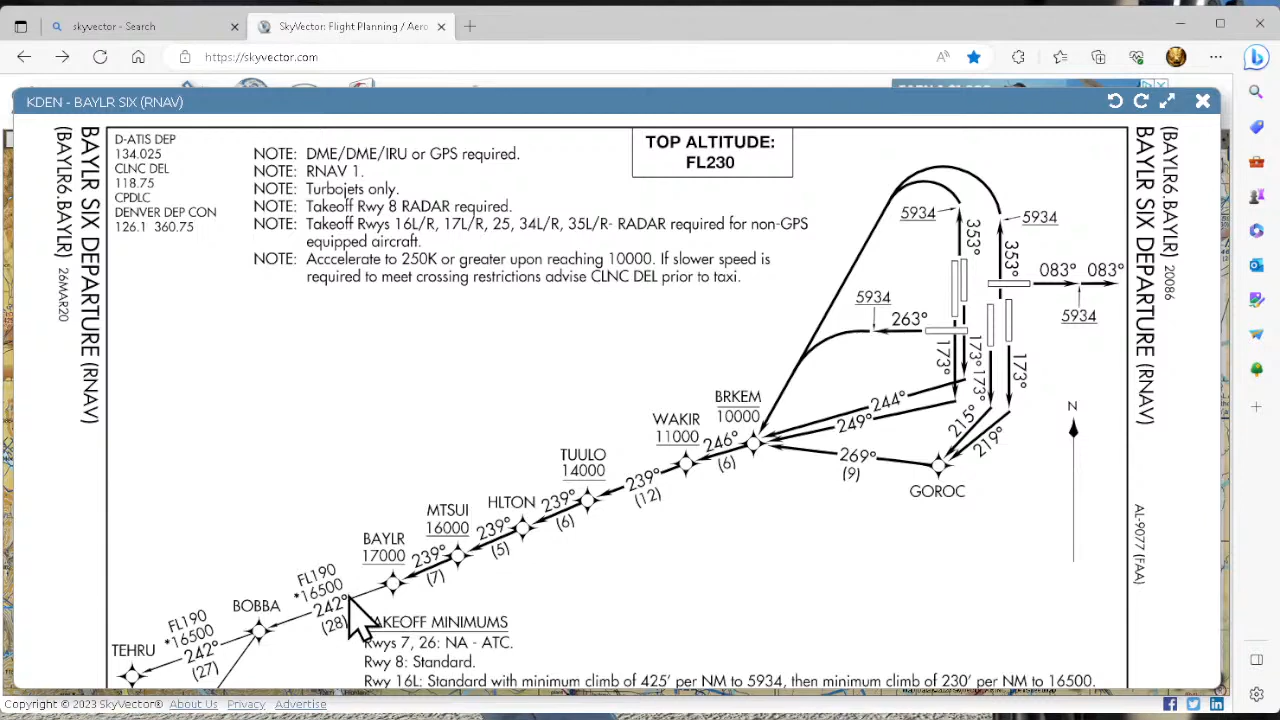 skyvector - Search
SkyVector: Flight Planning / Aero
https://skyvector.com
KDEN - BAYLR SIX (RNAV)
(BAYLR6.BAYLR) 26MAR20
BAYLR SIX DEPARTURE (RNAV)
D-ATIS DEP
134.025
CLNC DEL
118.75
CPDLC
DENVER DEP CON
126.1 360.75
NOTE: DME/DME/IRU or GPS required.
NOTE: RNAV 1.
NOTE: Turbojets only.
NOTE: Takeoff Rwy 8 RADAR required.
NOTE: Takeoff Rwys 16L/R, 17L/R, 25, 34L/R, 35L/R- RADAR required for non-GPS
equipped aircraft.
NOTE: Acccelerate to 250K or greater upon reaching 10000. If slower speed is
required to meet crossing restrictions advise CLNC DEL prior to taxi.
TOP ALTITUDE:
FL230
5934
5934
353°
353°
083° 083°
5934
5934
263°
173°
173°
173°
173°
244°
249°
215°
219°
269°
(9)
GOROC
N
BRKEM
10000
246°
(6)
WAKIR
11000
239°
(12)
TUULO
14000
239°
(6)
HLTON
239°
(5)
MTSUI
16000
239°
(7)
BAYLR
17000
FL190
*16500
242°
(28)
BOBBA
FL190
*16500
242°
(27)
TEHRU
AKEOFF MINIMUMS
Rwys 7, 26: NA - ATC.
Rwy 8: Standard.
Rwy 16L: Standard with minimum climb of 425' per NM to 5934, then minimum climb of 230' per NM to 16500.
BAYLR SIX DEPARTURE (RNAV)
(BAYLR6.BAYLR) 20086
AL-9077 (FAA)
Copyright © 2023 SkyVector® About Us Privacy Advertise